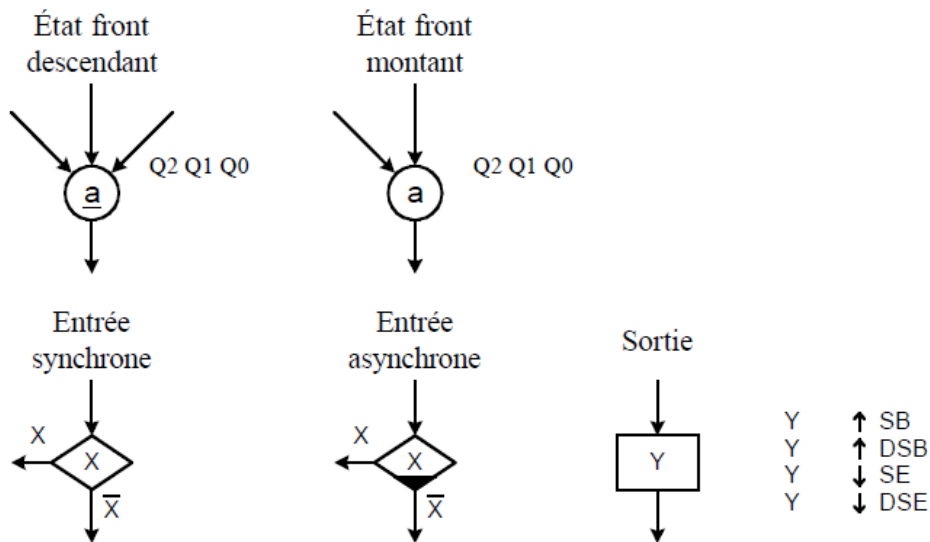 État front
descendant
État front
montant
Q2 Q1 Q0
a
Q2 Q1 Q0
a
Entrée
synchrone
Entrée
asynchrone
Sortie
X
X
X̅
X
X
X̅
Y
Y ↑ SB
Y ↑ DSB
Y ↓ SE
Y ↓ DSE